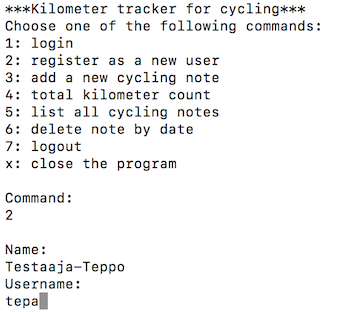 ***Kilometer tracker for cycling***
Choose one of the following commands:
1: login
2: register as a new user
3: add a new cycling note
4: total kilometer count
5: list all cycling notes
6: delete note by date
7: logout
x: close the program
Command:
2
Name:
Testaaja-Teppo
Username:
tepa